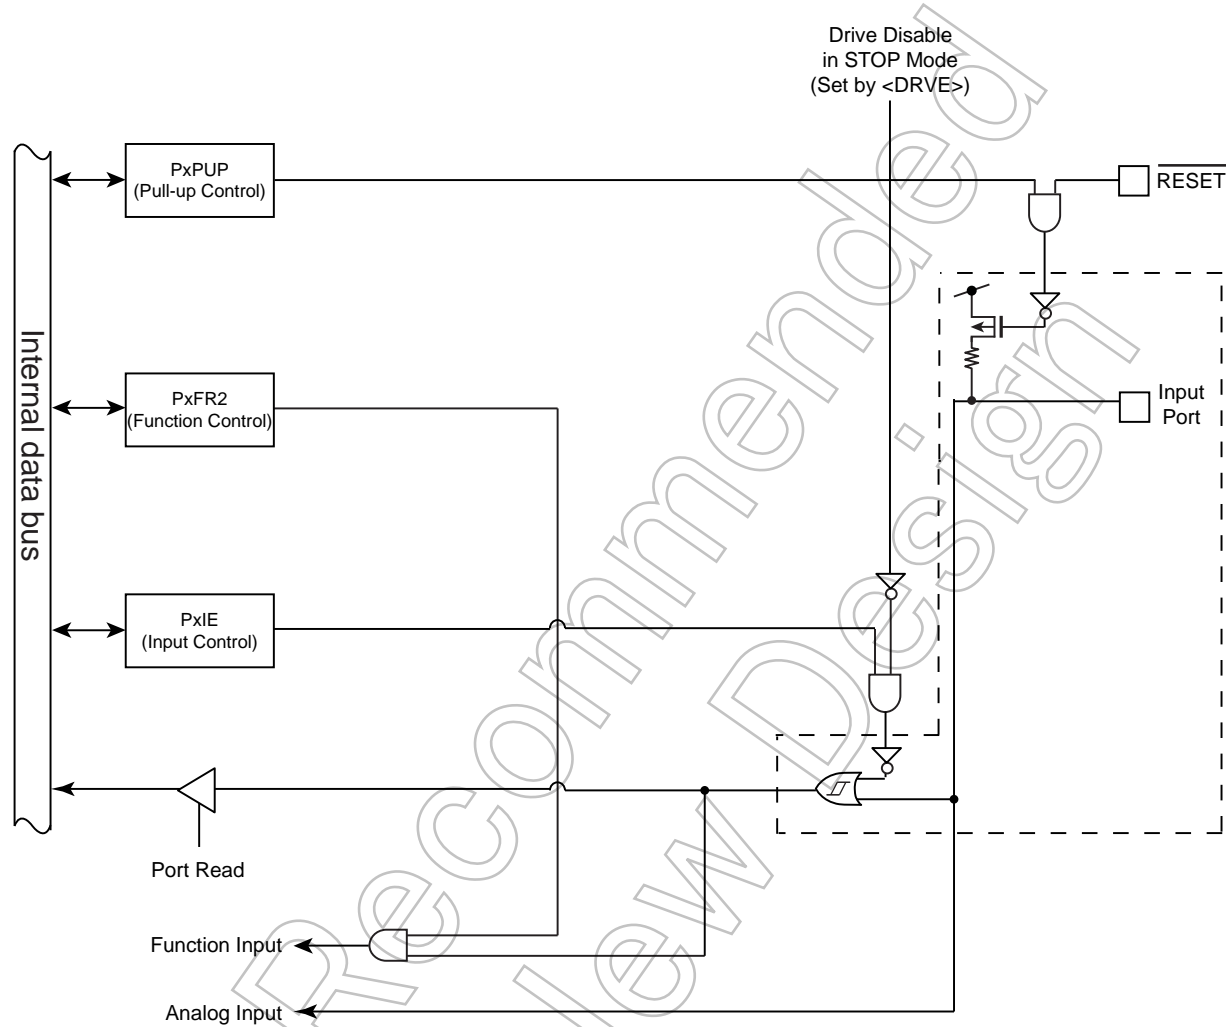 Drive Disable
in STOP Mode
(Set by <DRVE>)
PxPUP
(Pull-up Control)
RESET
Internal data bus
PxFR2
(Function Control)
Input
Port
PxIE
(Input Control)
Port Read
Function Input
Analog Input
Recommended
ew Design